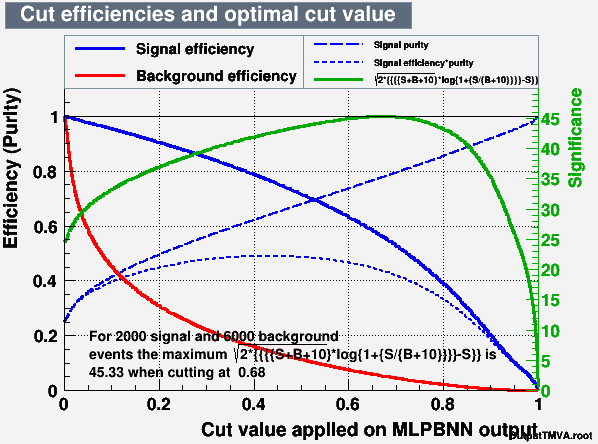 Cut efficiencies and optimal cut value
Signal efficiency
Background efficiency
Signal purity
Signal efficiency*purity
√2*{{{{S+B+10}*log{1+{S/{B+10}}}}-S}}
Efficiency (Purity)
1
0.8
0.6
0.4
0.2
0
Significance
45
40
35
30
25
20
15
10
5
0
For 2000 signal and 6000 background
events the maximum √2*{{{{S+B+10}*log{1+{S/{B+10}}}}-S}} is
45.33 when cutting at 0.68
0 0.2 0.4 0.6 0.8 1
Cut value applied on MLPBNN output
OutputTMVA.root